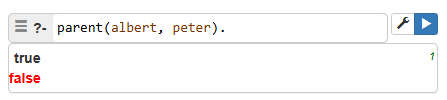 ?- parent(albert, peter).
true 1
false